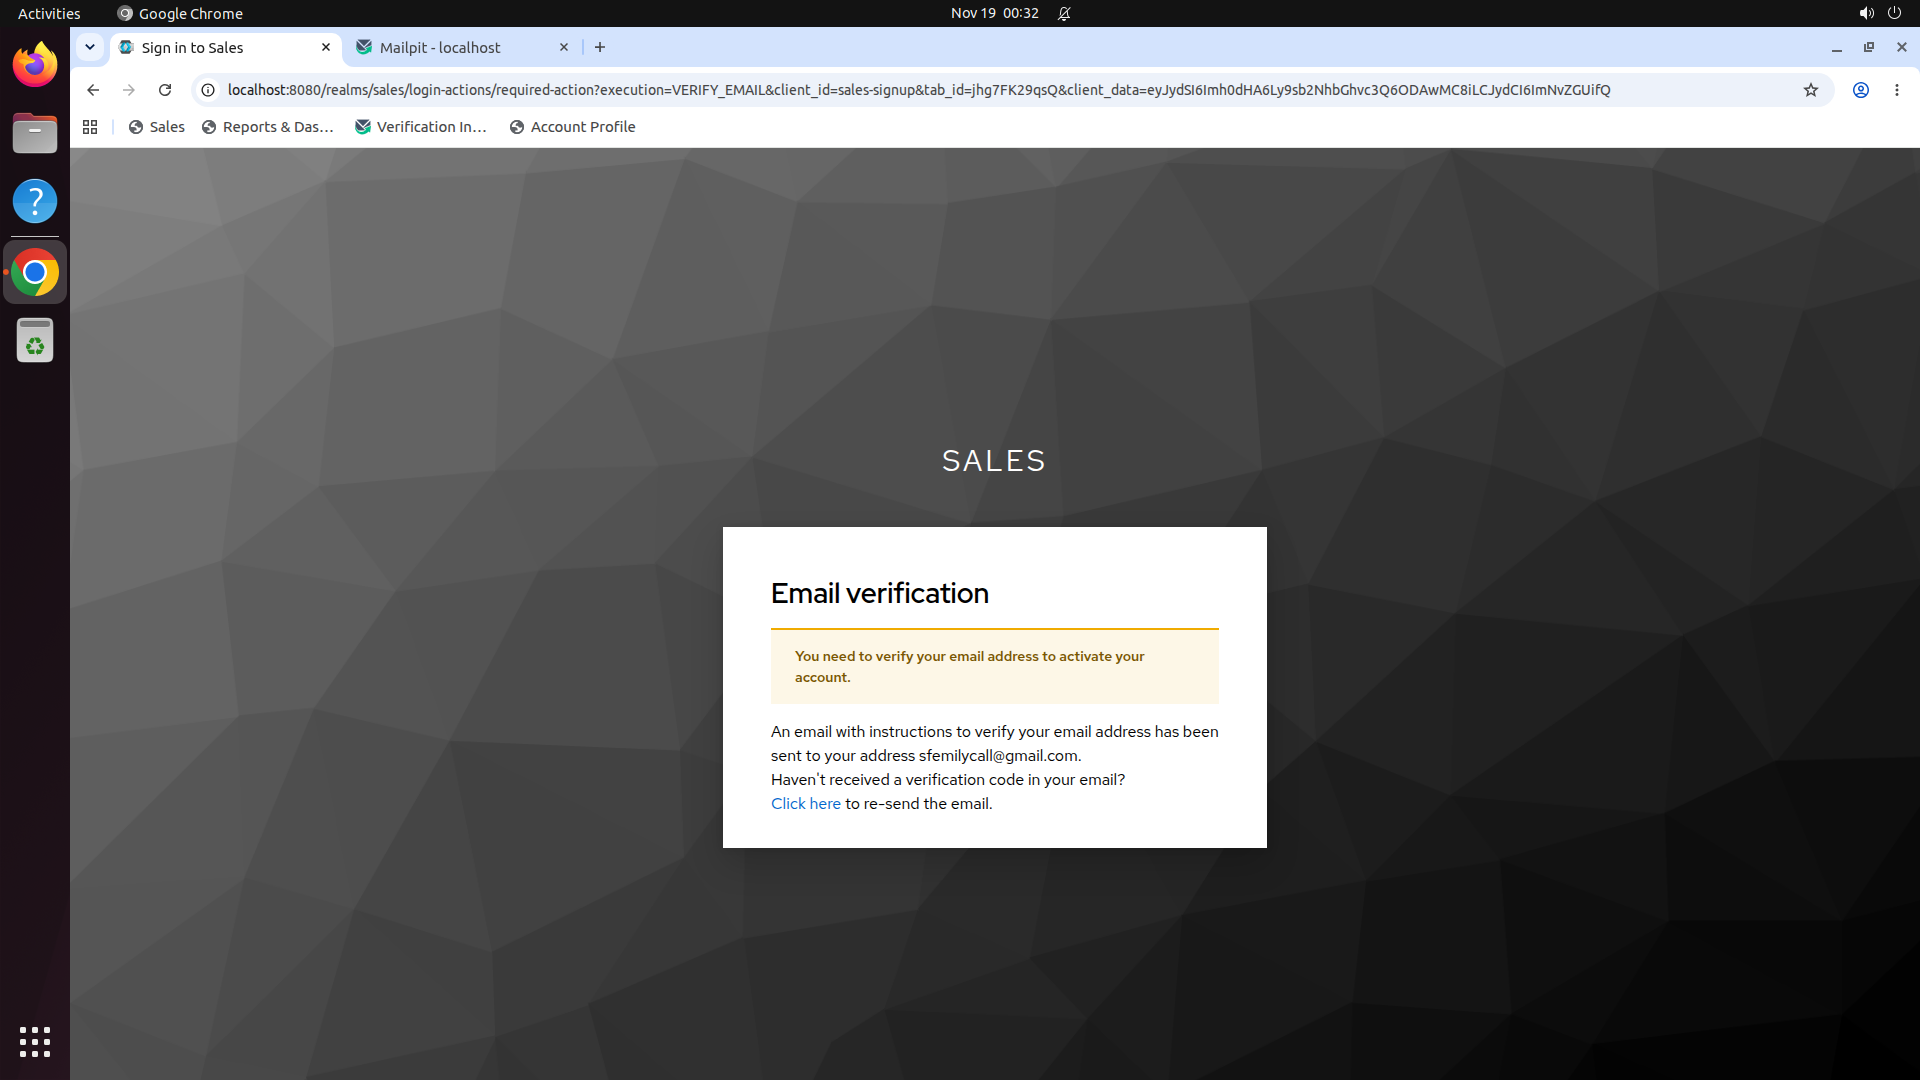 Activities
Google Chrome
Nov 19 00:32
Sign in to Sales
Mailpit - localhost
localhost:8080/realms/sales/login-actions/required-action?execution=VERIFY_EMAIL&client_id=sales-signup&tab_id=jhg7FK29qsQ&client_data=eyJydSI6Imh0dHA6Ly9sb2NhbGhvc3Q6ODAwMC8iLCJydCI6ImNvZGUifQ
Sales
Reports & Das...
Verification In...
Account Profile
SALES
Email verification
You need to verify your email address to activate your
account.
An email with instructions to verify your email address has been
sent to your address sfemilycall@gmail.com.
Haven't received a verification code in your email?
Click here to re-send the email.